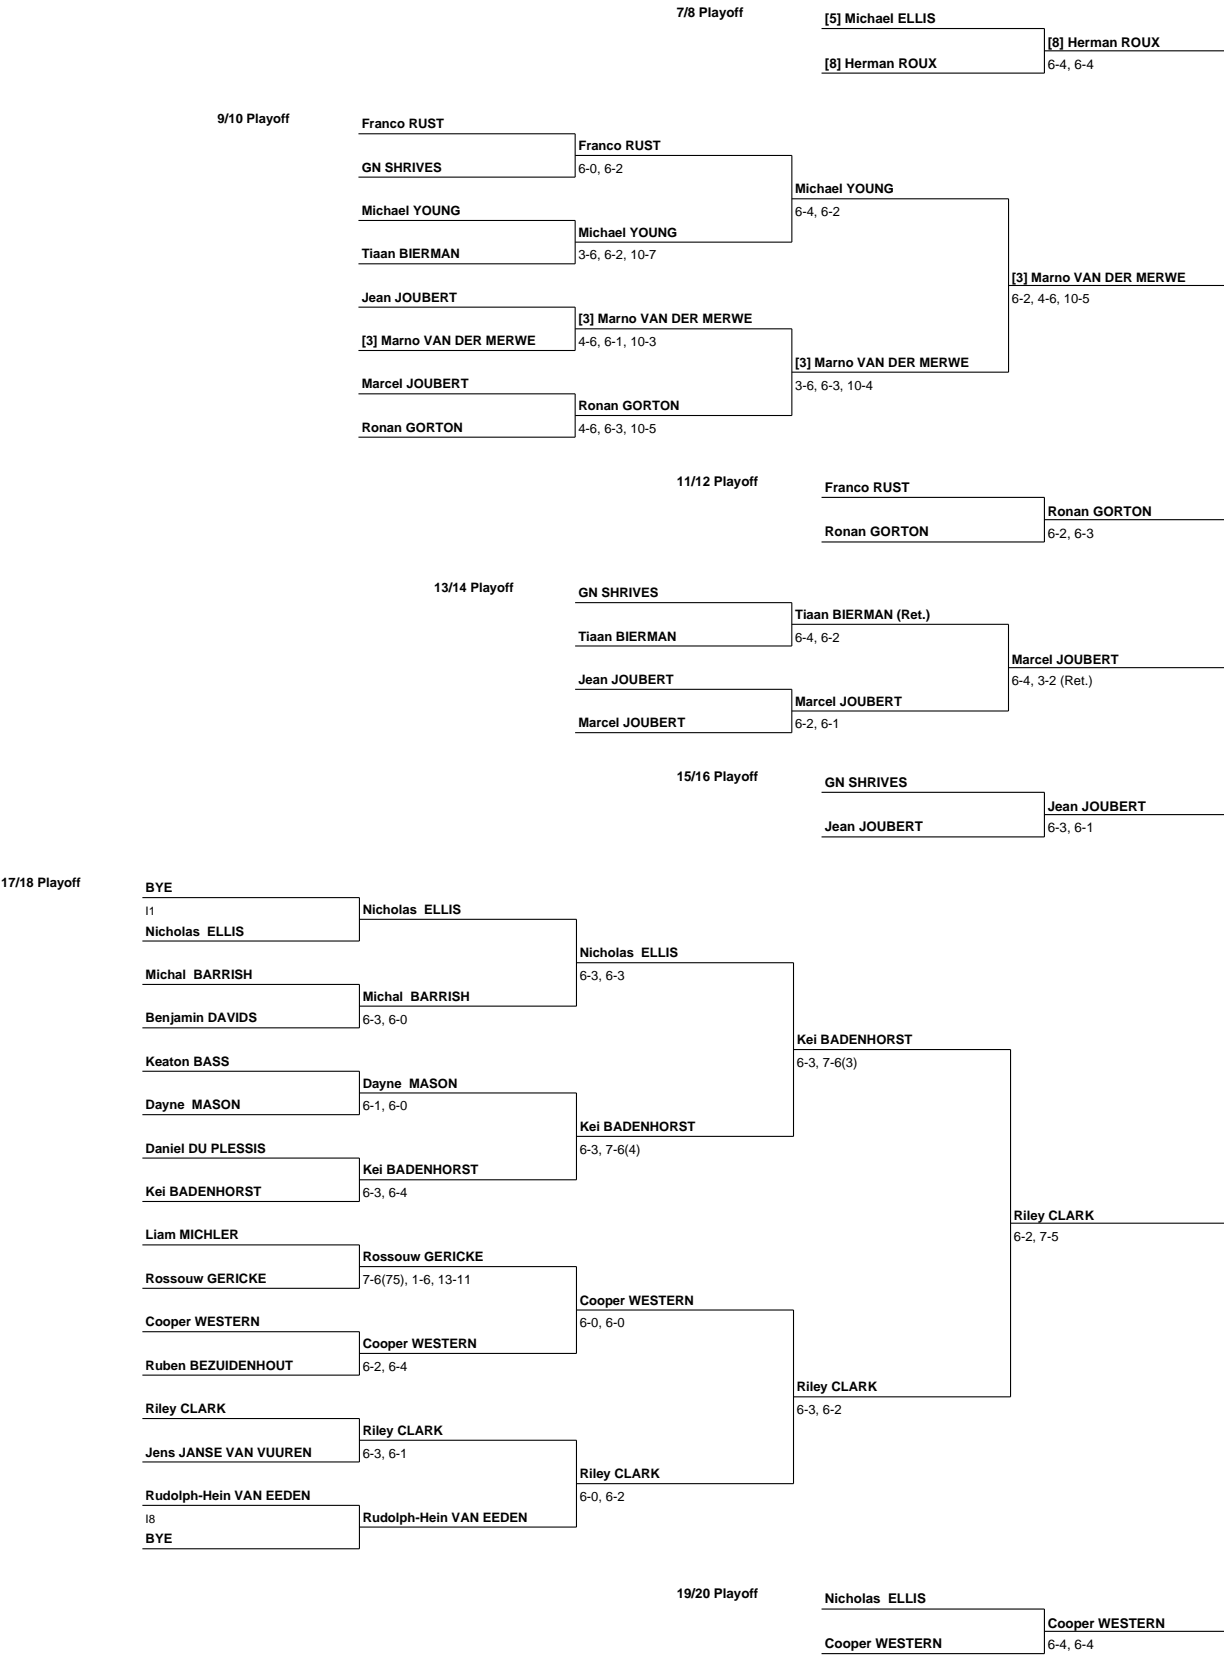 7/8 Playoff
[5] Michael ELLIS
[8] Herman ROUX
[8] Herman ROUX
6-4, 6-4
9/10 Playoff
Franco RUST
Franco RUST
GN SHRIVES
6-0, 6-2
Michael YOUNG
Michael YOUNG
6-4, 6-2
Michael YOUNG
Tiaan BIERMAN
3-6, 6-2, 10-7
[3] Marno VAN DER MERWE
Jean JOUBERT
6-2, 4-6, 10-5
[3] Marno VAN DER MERWE
[3] Marno VAN DER MERWE
4-6, 6-1, 10-3
[3] Marno VAN DER MERWE
Marcel JOUBERT
3-6, 6-3, 10-4
Ronan GORTON
Ronan GORTON
4-6, 6-3, 10-5
11/12 Playoff
Franco RUST
Ronan GORTON
Ronan GORTON
6-2, 6-3
13/14 Playoff
GN SHRIVES
Tiaan BIERMAN (Ret.)
Tiaan BIERMAN
6-4, 6-2
Marcel JOUBERT
Jean JOUBERT
6-4, 3-2 (Ret.)
Marcel JOUBERT
Marcel JOUBERT
6-2, 6-1
15/16 Playoff
GN SHRIVES
Jean JOUBERT
Jean JOUBERT
6-3, 6-1
17/18 Playoff
BYE
I1
Nicholas ELLIS
Nicholas ELLIS
Nicholas ELLIS
Michal BARRISH
6-3, 6-3
Michal BARRISH
Benjamin DAVIDS
6-3, 6-0
Kei BADENHORST
Keaton BASS
6-3, 7-6(3)
Dayne MASON
Dayne MASON
6-1, 6-0
Kei BADENHORST
Daniel DU PLESSIS
6-3, 7-6(4)
Kei BADENHORST
Kei BADENHORST
6-3, 6-4
Riley CLARK
Liam MICHLER
6-2, 7-5
Rossouw GERICKE
Rossouw GERICKE
7-6(75), 1-6, 13-11
Cooper WESTERN
Cooper WESTERN
6-0, 6-0
Cooper WESTERN
Ruben BEZUIDENHOUT
6-2, 6-4
Riley CLARK
Riley CLARK
6-3, 6-2
Riley CLARK
Jens JANSE VAN VUUREN
6-3, 6-1
Riley CLARK
Rudolph-Hein VAN EEDEN
6-0, 6-2
I8
Rudolph-Hein VAN EEDEN
BYE
19/20 Playoff
Nicholas ELLIS
Cooper WESTERN
Cooper WESTERN
6-4, 6-4